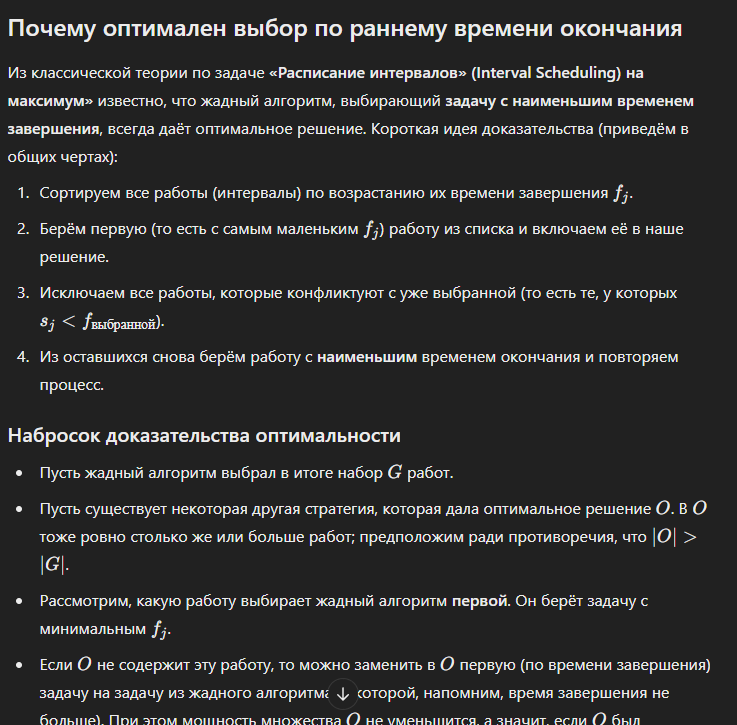 Почему оптимален выбор по раннему времени окончания
Из классической теории по задаче «Расписание интервалов» (Interval Scheduling) на
максимум» известно, что жадный алгоритм, выбирающий задачу с наименьшим временем
завершения, всегда даёт оптимальное решение. Короткая идея доказательства (приведём в
общих чертах):
1. Сортируем все работы (интервалы) по возрастанию их времени завершения f_j.
2. Берём первую (то есть с самым маленьким f_j) работу из списка и включаем её в наше
решение.
3. Исключаем все работы, которые конфликтуют с уже выбранной (то есть те, у которых
s_j < f_выбранной).
4. Из оставшихся снова берём работу с наименьшим временем окончания и повторяем
процесс.
Набросок доказательства оптимальности
• Пусть жадный алгоритм выбрал в итоге набор G работ.
• Пусть существует некоторая другая стратегия, которая дала оптимальное решение O. В O
тоже ровно столько же или больше работ; предположим ради противоречия, что |O| >
|G|.
• Рассмотрим, какую работу выбирает жадный алгоритм первой. Он берёт задачу с
минимальным f_j.
• Если O не содержит эту работу, то можно заменить в O первую (по времени завершения)
задачу на задачу из жадного алгоритма которой, напомним, время завершения не
больше). При этом мощность множества O не уменьшится, а значит, если O был